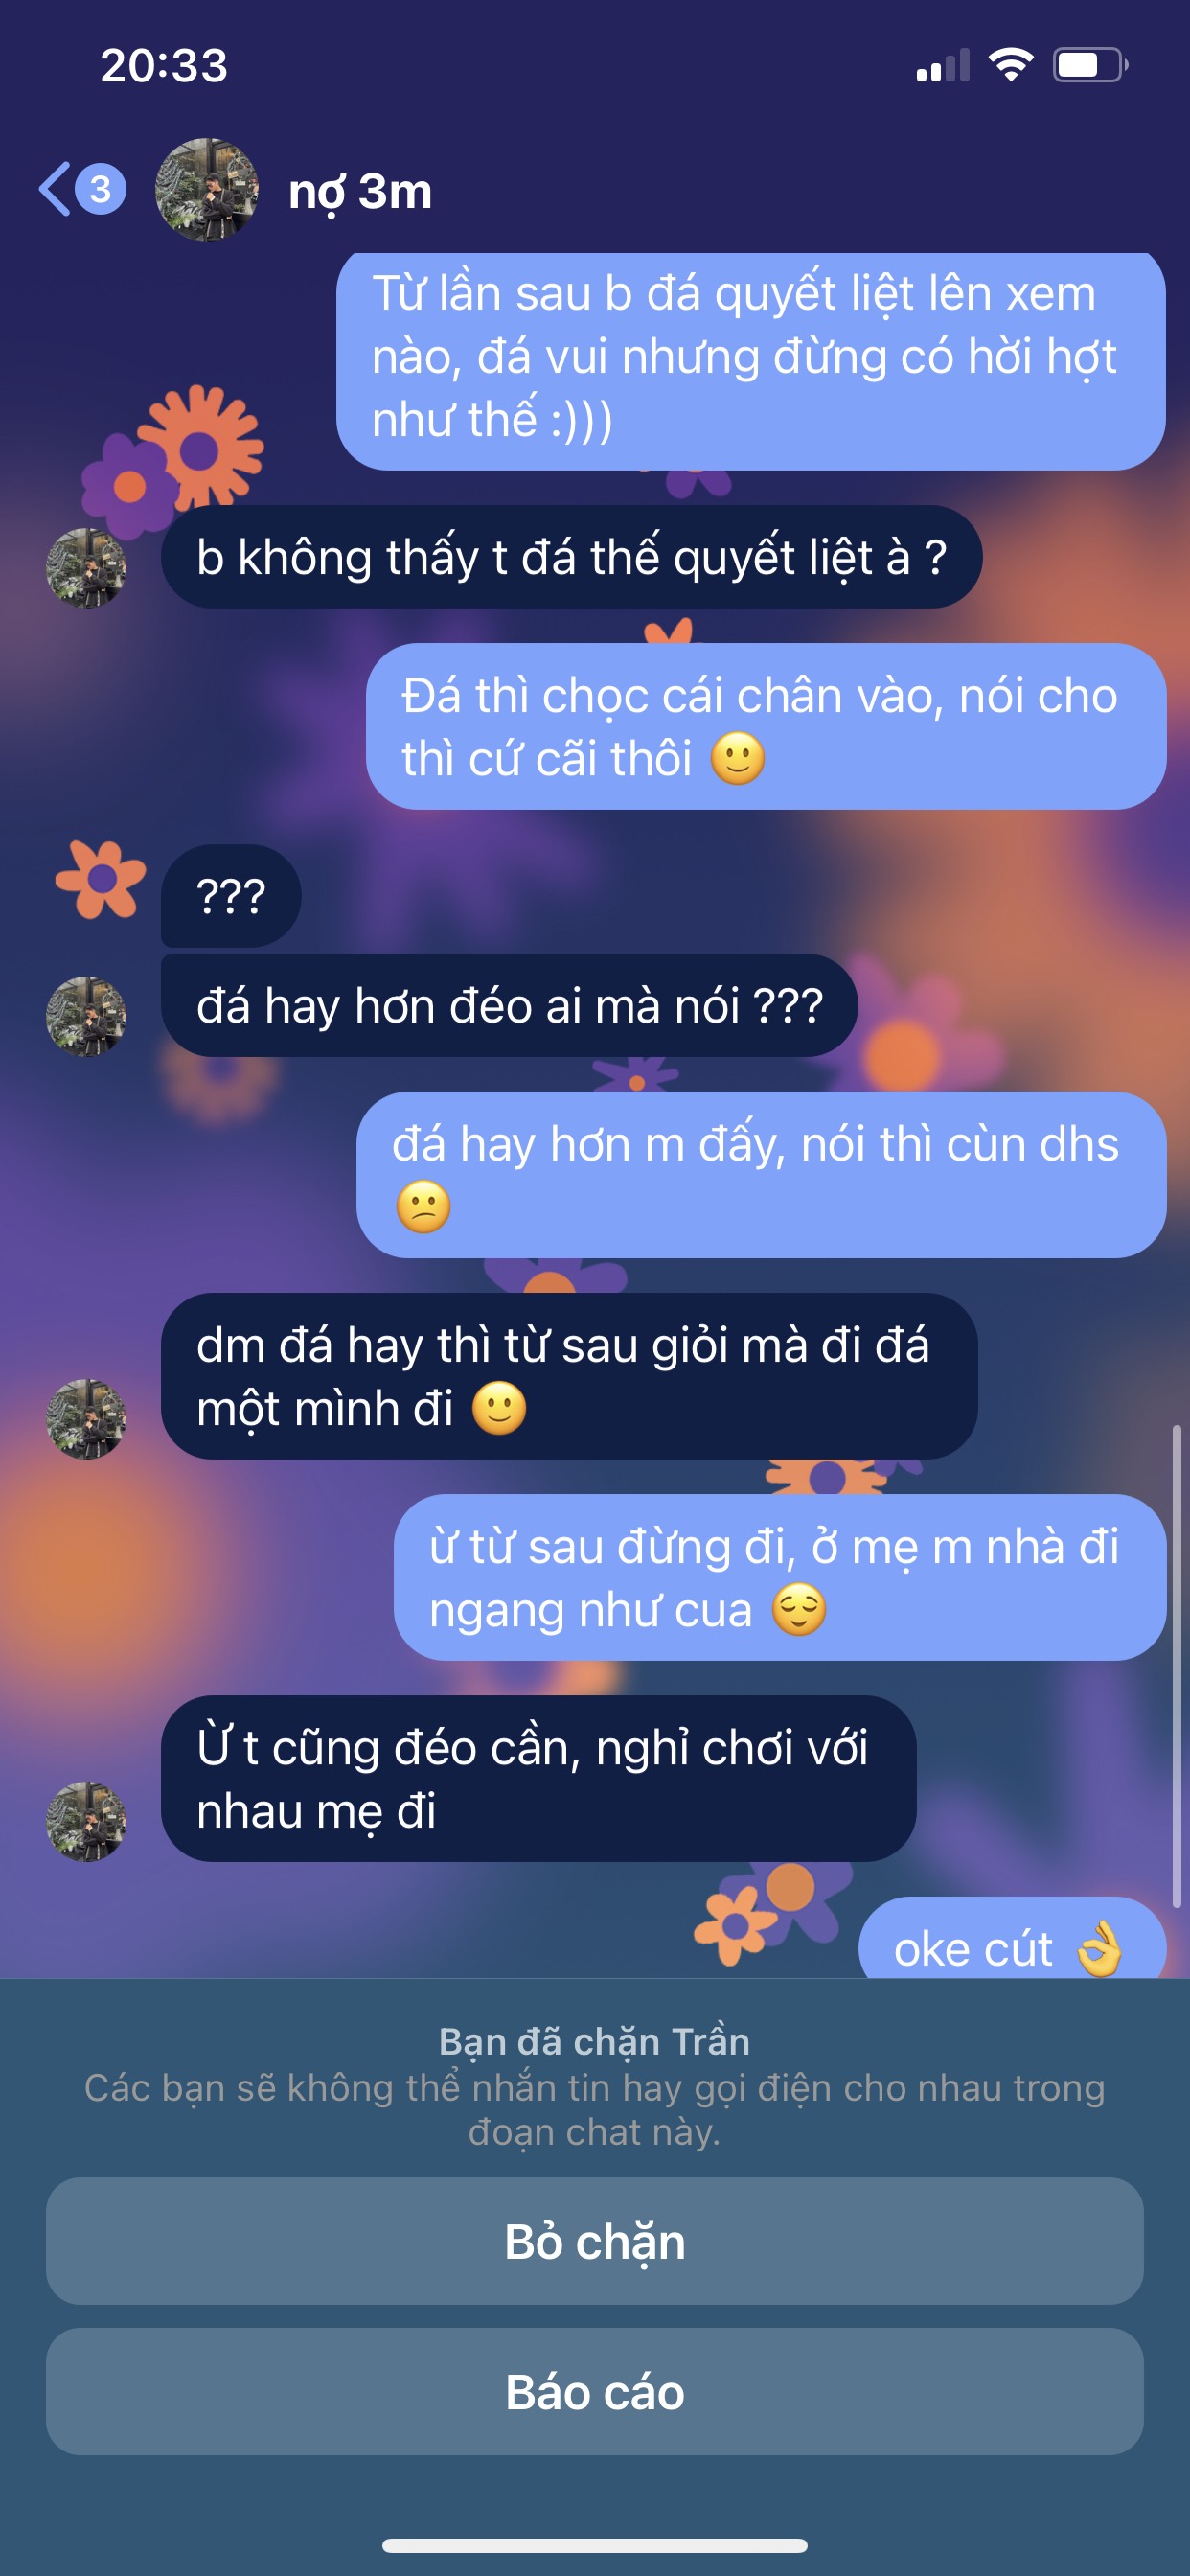 20:33
3
nợ 3m
Từ lần sau b đá quyết liệt lên xem
nào, đá vui nhưng đừng có hời hợt
như thế :)))
b không thấy t đá thế quyết liệt à ?
Đá thì chọc cái chân vào, nói cho
thì cứ cãi thôi 🙂
???
đá hay hơn đéo ai mà nói ???
đá hay hơn m đấy, nói thì cùn dhs
😕
dm đá hay thì từ sau giỏi mà đi đá
một mình đi 🙂
ừ từ sau đừng đi, ở mẹ m nhà đi
ngang như cua 😌
Ừ t cũng đéo cần, nghỉ chơi với
nhau mẹ đi
oke cút 👌
Bạn đã chặn Trần
Các bạn sẽ không thể nhắn tin hay gọi điện cho nhau trong
đoạn chat này.
Bỏ chặn
Báo cáo